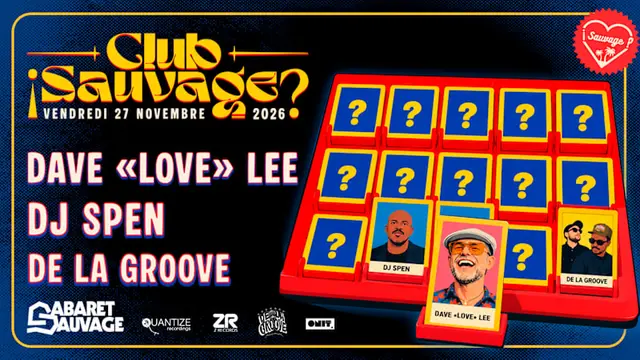 Club
¡Sauvage?
VENDREDI 27 NOVEMBRE 2026
DAVE «LOVE» LEE
DJ SPEN
DE LA GROOVE
CABARET
SAUVAGE
QUANTIZE
recordings
ZR
RECORDS
GROOVE
¡Sauvage?
? ? ? ? ?
? ? ? ? ?
? ?
DJ SPEN
DAVE «LOVE» LEE
DE LA GROOVE